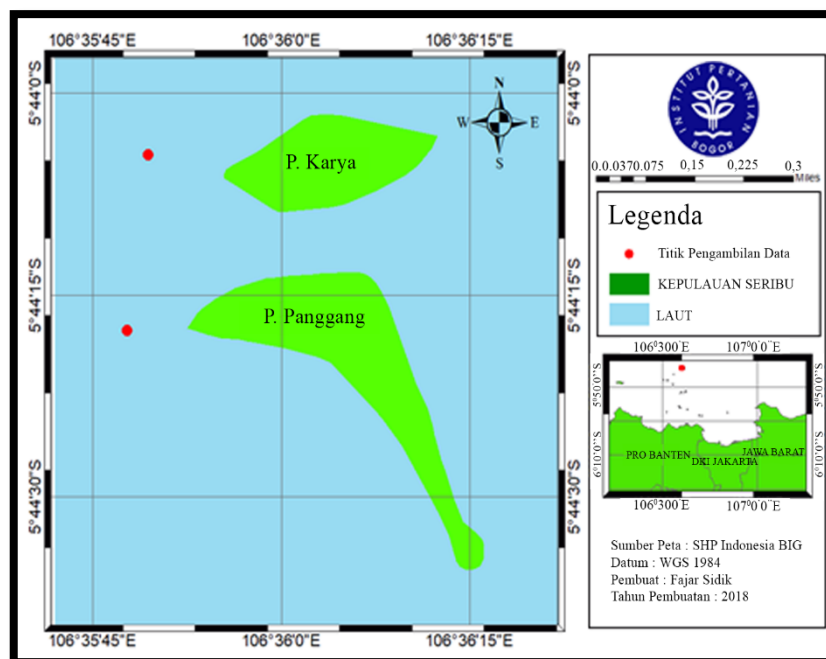 106°35'45"E 106°36'0"E 106°36'15"E
5°44'0"S 5°44'0"S
N
W E
S
P. Karya
5°44'15"S 5°44'15"S
P. Panggang
5°44'30"S 5°44'30"S
106°35'45"E 106°36'0"E 106°36'15"E
INSTITUT PERTANIAN
BOGOR
0.0.0370.075 0,15 0,225 0,3
Miles
Legenda
Titik Pengambilan Data
KEPULAUAN SERIBU
LAUT
106°30'0"E 107°0'0"E
5°50'0"S 5°50'0"S
6°10'0"S 6°10'0"S
PRO BANTEN
DKI JAKARTA
JAWA BARAT
106°30'0"E 107°0'0"E
Sumber Peta : SHP Indonesia BIG
Datum : WGS 1984
Pembuat : Fajar Sidik
Tahun Pembuatan : 2018